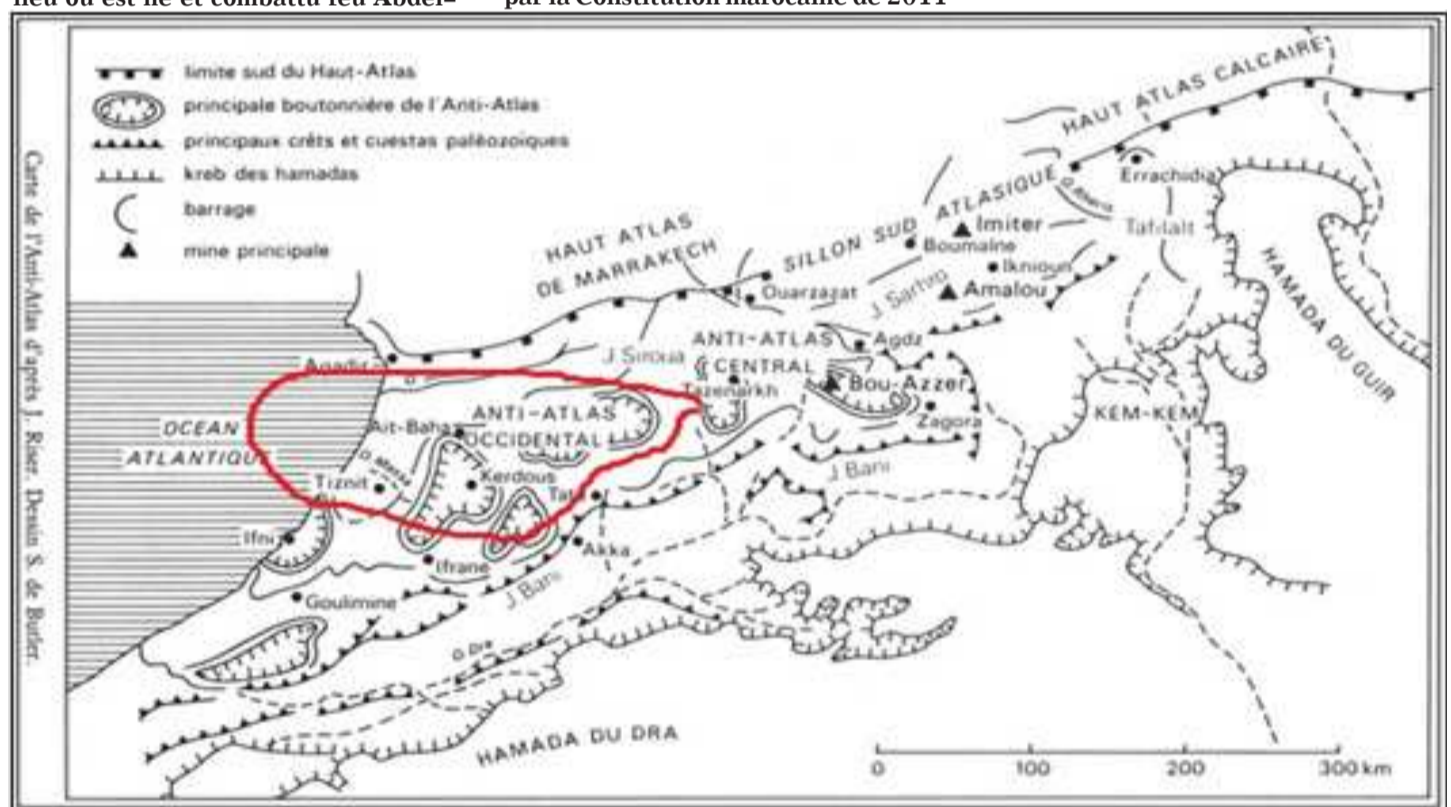 lieu où est né et combattu feu Abdel-
par la Constitution marocaine de 2011
limite sud du Haut-Atlas
principale boutonnière de l'Anti-Atlas
principaux crêts et cuestas paléozoïques
kreb des hamadas
barrage
mine principale
Carte de l'Anti-Atlas d'après J. Riser. Dessin S. de Butler.
HAUT ATLAS CALCAIRE
Errachidia
O. Rheris
Tafilalt
SILLON SUD ATLASIQUE
Imiter
Boumalne
Iknioun
HAUT ATLAS
DE MARRAKECH
Ouarzazat
J. Sarhro
Amalou
HAMADA DU GUIR
ANTI-ATLAS
CENTRAL
Agdz
J. Siroua
Agadir
Tazenarkh
Bou-Azzer
Zagora
KEM-KEM
OCEAN
ATLANTIQUE
Ait-Baha
ANTI-ATLAS
OCCIDENTAL
O. Massa
Tiznit
Kerdous
Tata
J. Bani
Ifni
Ifrane
Akka
J. Bani
Goulimine
O. Dra
HAMADA DU DRA
0 100 200 300 km